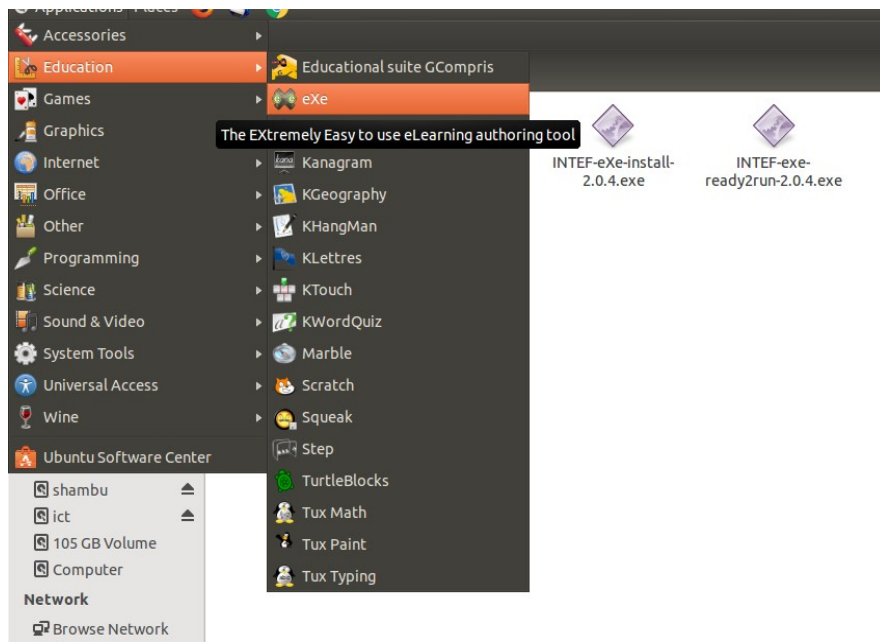 Applications Places
Accessories
Education
Games
Graphics
Internet
Office
Other
Programming
Science
Sound & Video
System Tools
Universal Access
Wine
Ubuntu Software Center
Educational suite GCompris
eXe
The EXtremely Easy to use eLearning authoring tool
Kanagram
KGeography
KHangMan
KLettres
KTouch
KWordQuiz
Marble
Scratch
Squeak
Step
TurtleBlocks
Tux Math
Tux Paint
Tux Typing
INTEF-eXe-install-
2.0.4.exe
INTEF-exe-
ready2run-2.0.4.exe
shambu
ict
105 GB Volume
Computer
Network
Browse Network